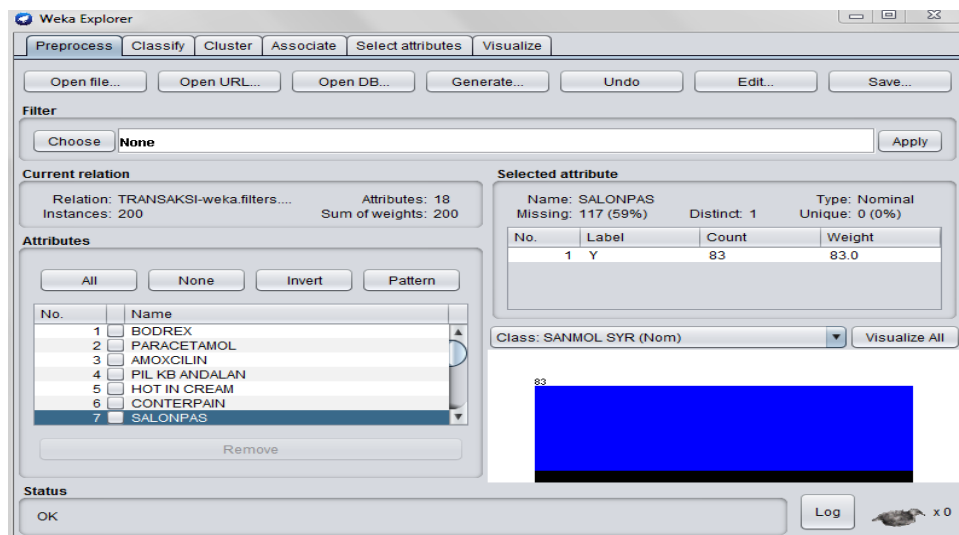 Weka Explorer
Preprocess Classify Cluster Associate Select attributes Visualize
Open file... Open URL... Open DB... Generate... Undo Edit... Save...
Filter
Choose None Apply
Current relation
Relation: TRANSAKSI-weka.filters.... Attributes: 18
Instances: 200 Sum of weights: 200
Attributes
All None Invert Pattern
No. Name
1 BODREX
2 PARACETAMOL
3 AMOXCILIN
4 PIL KB ANDALAN
5 HOT IN CREAM
6 CONTERPAIN
7 SALONPAS
Remove
Selected attribute
Name: SALONPAS Type: Nominal
Missing: 117 (59%) Distinct: 1 Unique: 0 (0%)
No. Label Count Weight
1 Y 83 83.0
Class: SANMOL SYR (Nom) Visualize All
83
Status
OK Log x 0